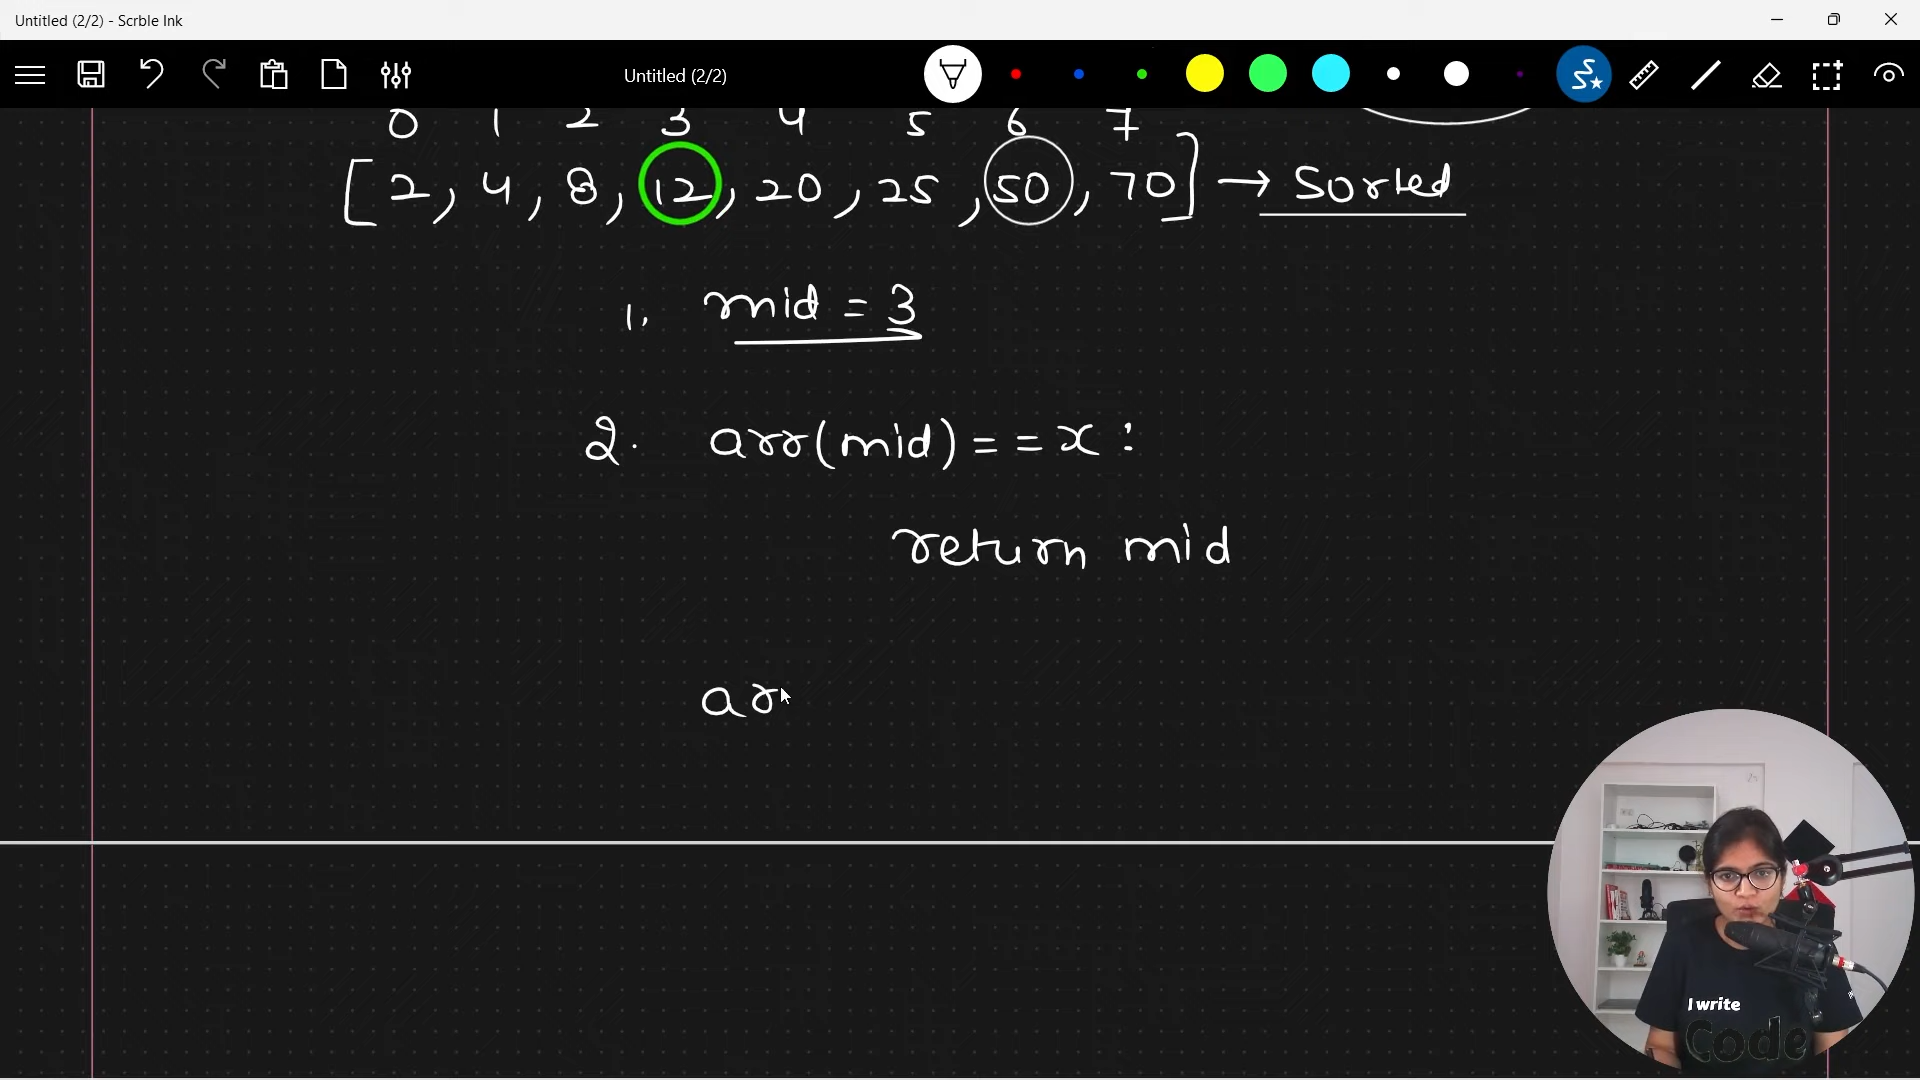 Untitled (2/2) - Scrble Ink
Untitled (2/2)
0 1 2 3 4 5 6 7
[2, 4, 8, 12, 20, 25, 50, 70] → Sorted
1. mid = 3
2. arr(mid) == x :
return mid
ar
I write
Code